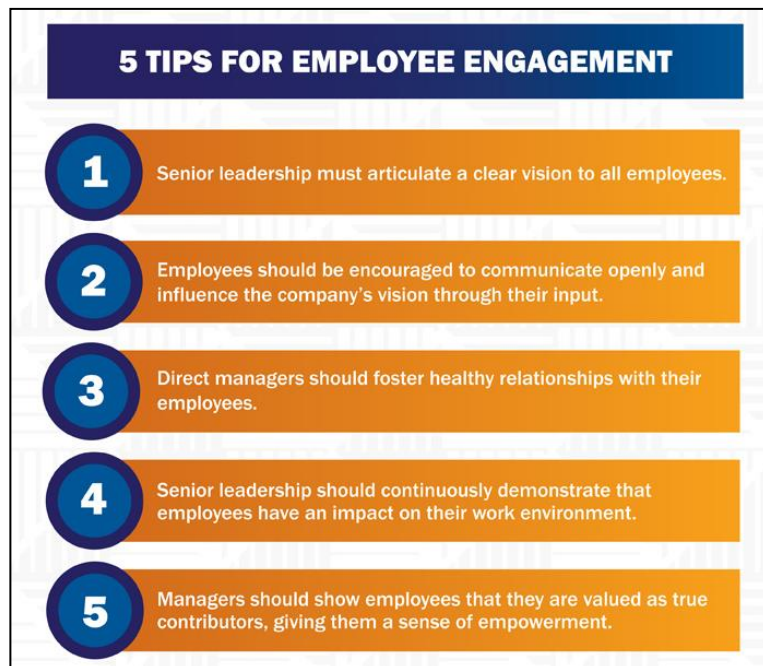 5 TIPS FOR EMPLOYEE ENGAGEMENT
1
Senior leadership must articulate a clear vision to all employees.
2
Employees should be encouraged to communicate openly and
influence the company's vision through their input.
3
Direct managers should foster healthy relationships with their
employees.
4
Senior leadership should continuously demonstrate that
employees have an impact on their work environment.
5
Managers should show employees that they are valued as true
contributors, giving them a sense of empowerment.